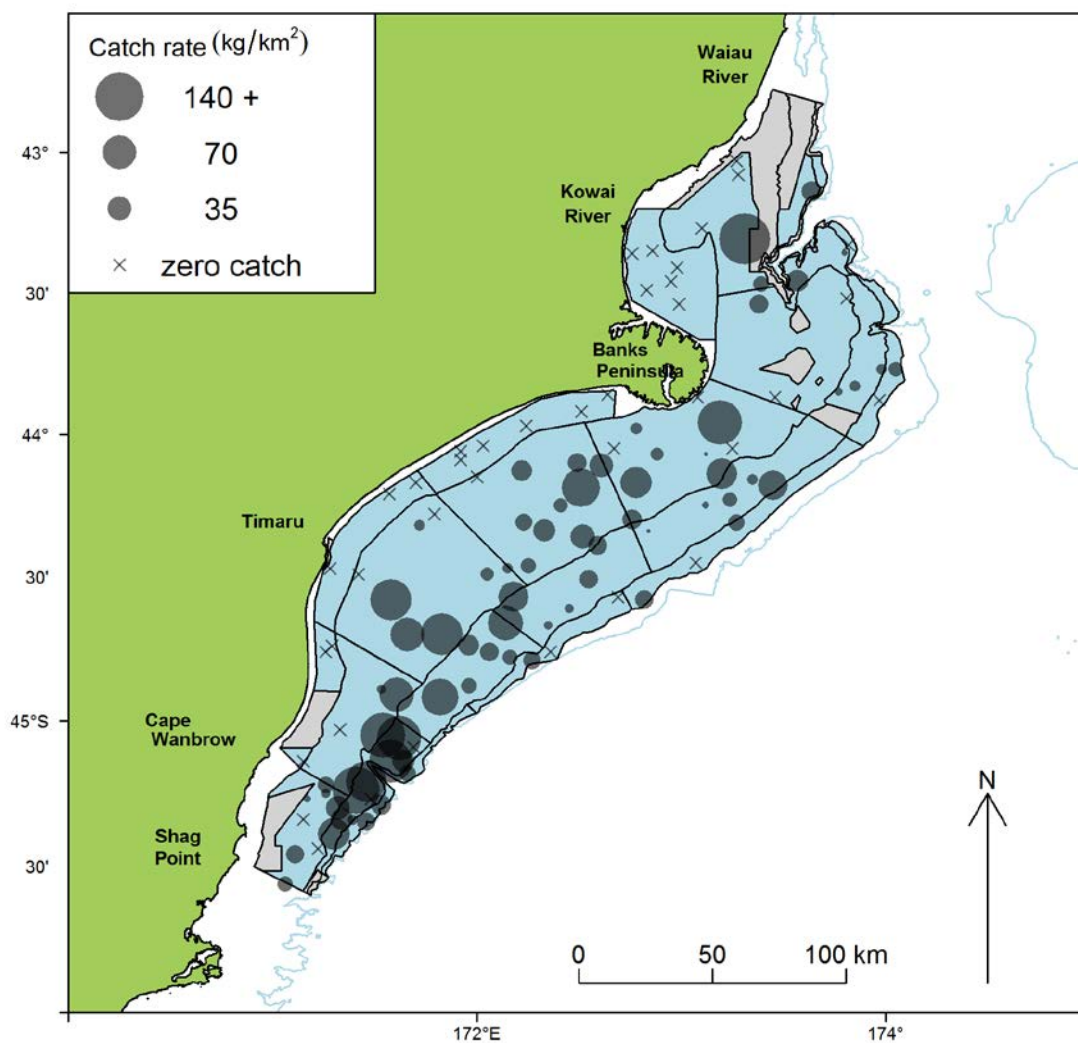 Catch rate (kg/km²)
140 +
70
35
× zero catch
Waiau
River
43°
Kowai
River
30'
Banks
Peninsula
44°
Timaru
30'
45°S
Cape
Wanbrow
Shag
Point
30'
N
0 50 100 km
172°E 174°